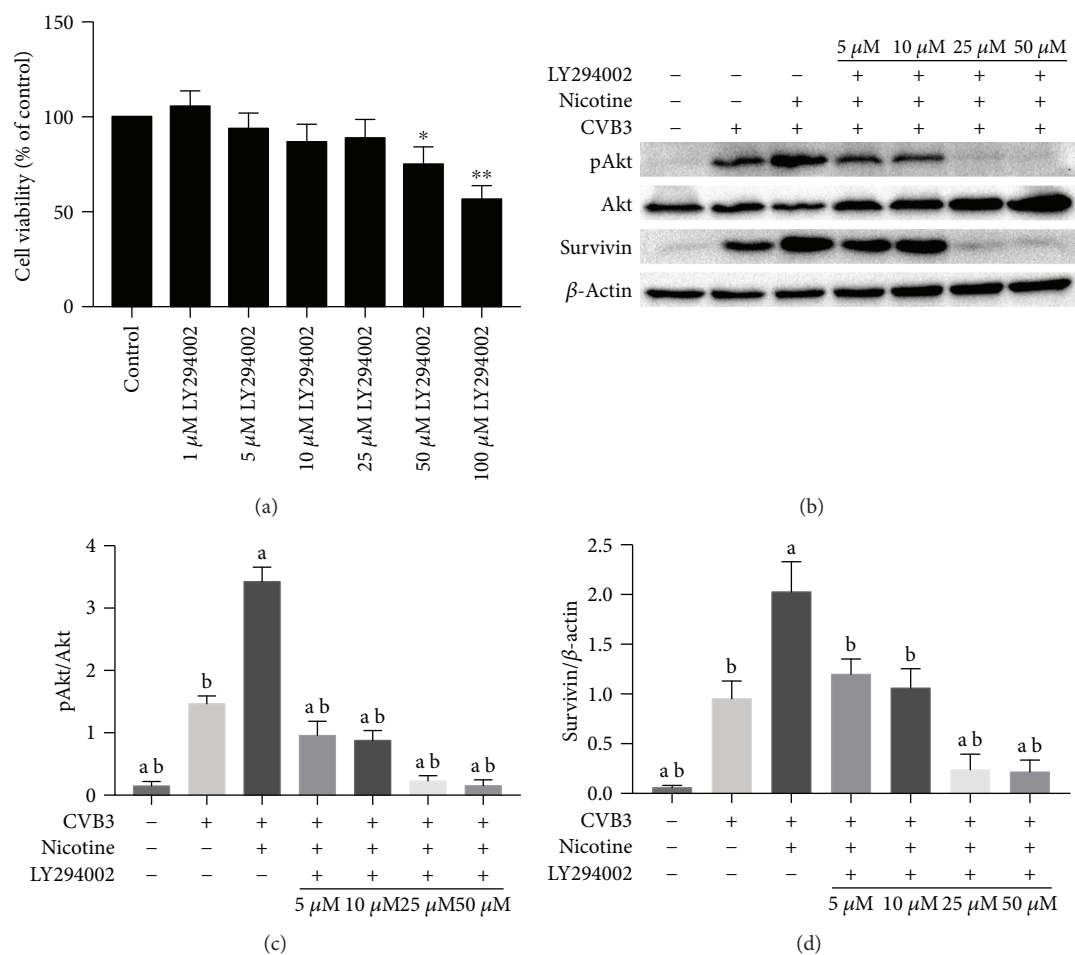 150
100
50
0
Cell viability (% of control)
*
**
Control
1 μM LY294002
5 μM LY294002
10 μM LY294002
25 μM LY294002
50 μM LY294002
100 μM LY294002
(a)
5 μM 10 μM 25 μM 50 μM
LY294002 − − − + + + +
Nicotine − − + + + + +
CVB3 − + + + + + +
pAkt
Akt
Survivin
β-Actin
(b)
4
3
2
1
0
pAkt/Akt
a b
b
a
a b
a b
a b
a b
CVB3 − + + + + + +
Nicotine − − + + + + +
LY294002 − − − + + + +
5 μM 10 μM 25 μM 50 μM
(c)
2.5
2.0
1.5
1.0
0.5
0.0
Survivin/β-actin
a b
b
a
b
b
a b
a b
CVB3 − + + + + + +
Nicotine − − + + + + +
LY294002 − − − + + + +
5 μM 10 μM 25 μM 50 μM
(d)